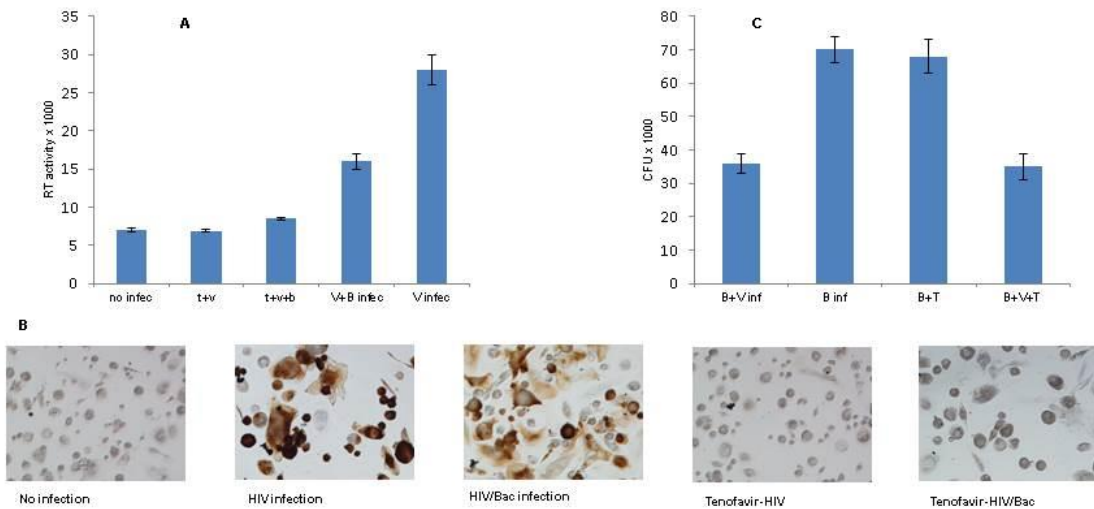 A
RT activity x 1000
35
30
25
20
15
10
5
0
no infec t+v t+v+b V+B infec V infec
C
CFU x 1000
80
70
60
50
40
30
20
10
0
B+V inf B inf B+T B+V+T
B
No infection HIV infection HIV/Bac infection Tenofavir-HIV Tenofavir-HIV/Bac